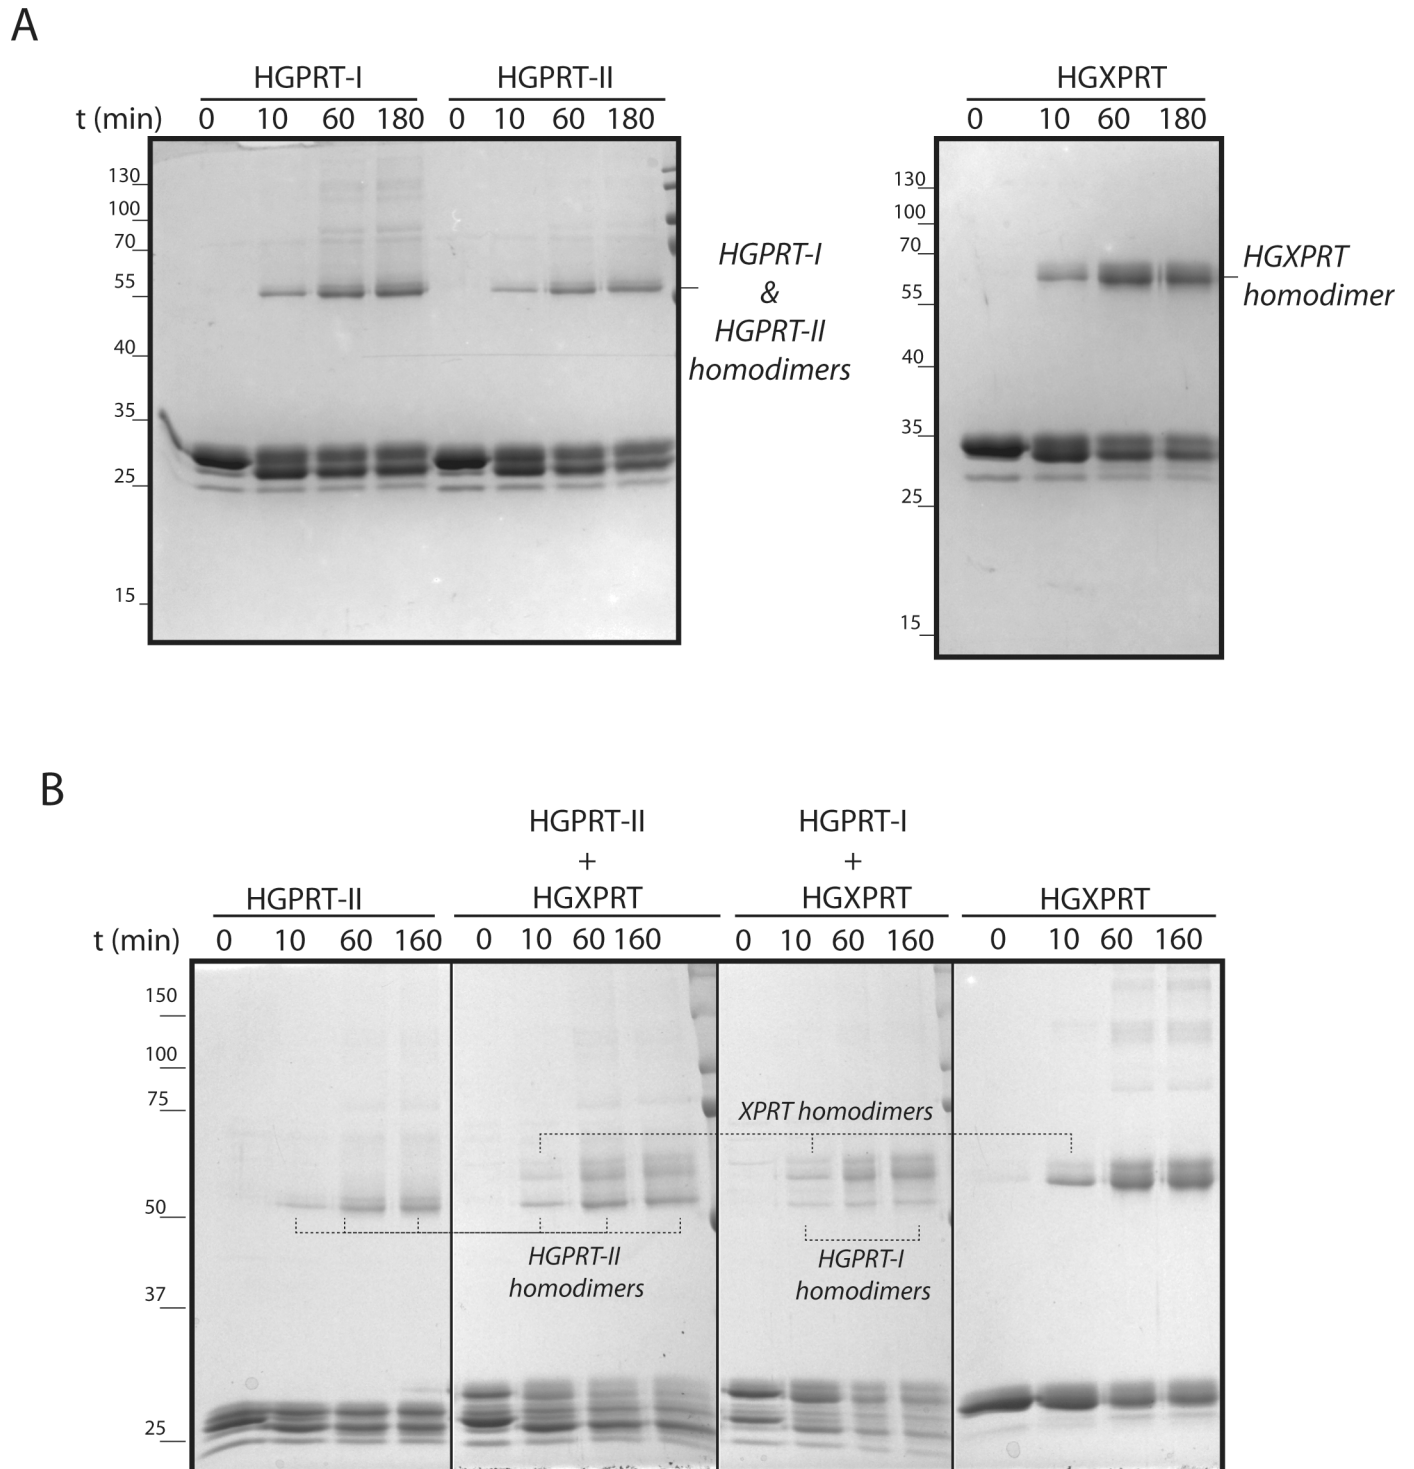 A
HGPRT-I HGPRT-II HGXPRT
t (min) 0 10 60 180 0 10 60 180 0 10 60 180
130
100
70
55
40
35
25
15
HGPRT-I
&
HGPRT-II
homodimers
130
100
70
55
40
35
25
15
HGXPRT
homodimer
B
HGPRT-II
+
HGXPRT
HGPRT-I
+
HGXPRT
HGPRT-II
HGXPRT
t (min) 0 10 60 160 0 10 60 160 0 10 60 160 0 10 60 160
150
100
75
50
37
25
XPRT homodimers
HGPRT-II
homodimers
HGPRT-I
homodimers